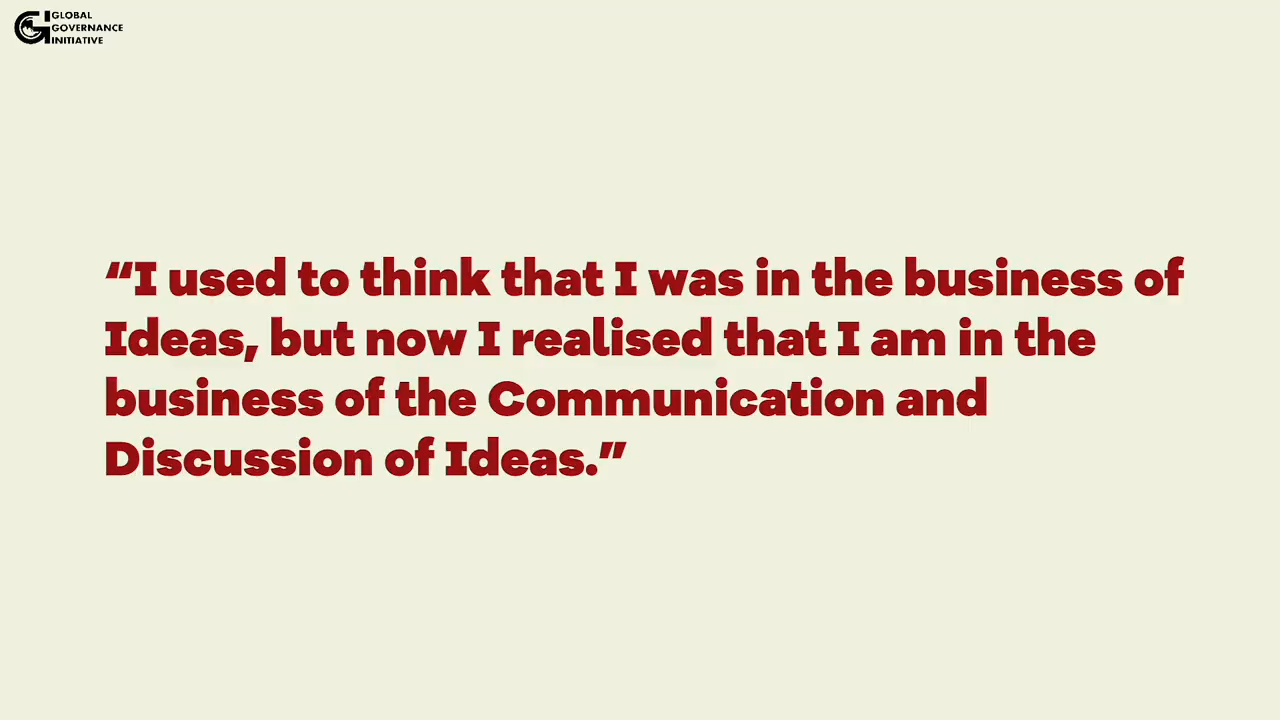 GLOBAL
GOVERNANCE
INITIATIVE
“I used to think that I was in the business of
Ideas, but now I realised that I am in the
business of the Communication and
Discussion of Ideas.”